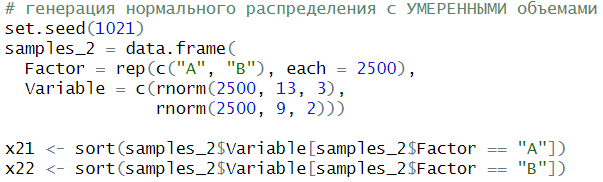 # генерация нормального распределения с УМЕРЕННЫМИ объемами
set.seed(1021)
samples_2 = data.frame(
  Factor = rep(c("A", "B"), each = 2500),
  Variable = c(rnorm(2500, 13, 3),
               rnorm(2500, 9, 2)))

x21 <- sort(samples_2$Variable[samples_2$Factor == "A"])
x22 <- sort(samples_2$Variable[samples_2$Factor == "B"])